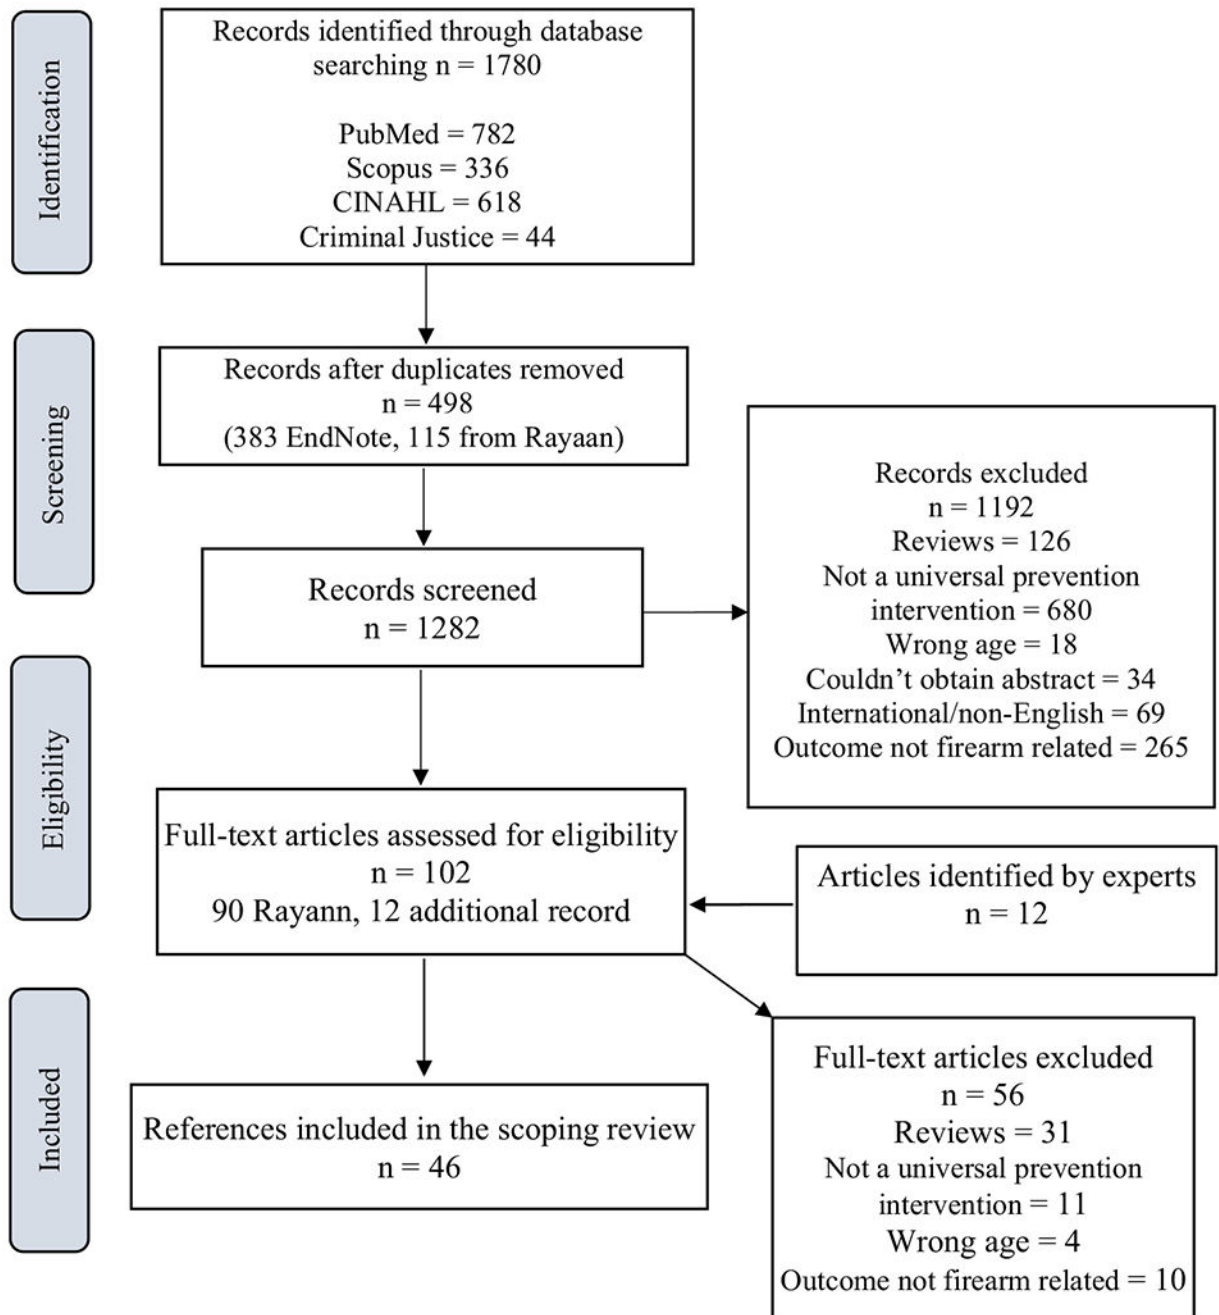 Identification
Records identified through database
searching n = 1780
PubMed = 782
Scopus = 336
CINAHL = 618
Criminal Justice = 44
Screening
Records after duplicates removed
n = 498
(383 EndNote, 115 from Rayaan)
Records screened
n = 1282
Records excluded
n = 1192
Reviews = 126
Not a universal prevention
intervention = 680
Wrong age = 18
Couldn't obtain abstract = 34
International/non-English = 69
Outcome not firearm related = 265
Eligibility
Full-text articles assessed for eligibility
n = 102
90 Rayann, 12 additional record
Articles identified by experts
n = 12
Included
References included in the scoping review
n = 46
Full-text articles excluded
n = 56
Reviews = 31
Not a universal prevention
intervention = 11
Wrong age = 4
Outcome not firearm related = 10